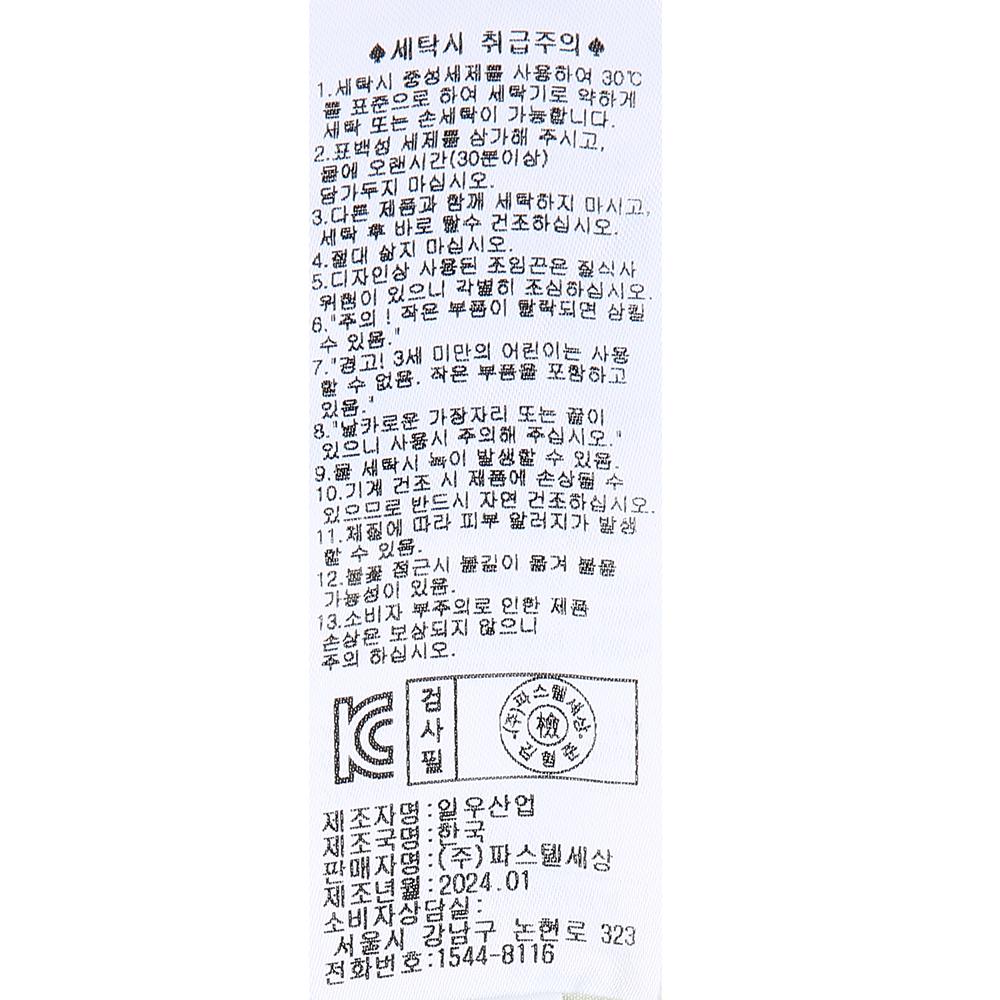 ♠세탁시 취급주의♠
1.세탁시 중성세제를 사용하여 30℃
를 표준으로 하여 세탁기로 약하게
세탁 또는 손세탁이 가능합니다.
2.표백성 세제를 삼가해 주시고,
물에 오랜시간(30분이상)
담가두지 마십시오.
3.다른 제품과 함께 세탁하지 마시고,
세탁 후 바로 탈수 건조하십시오.
4.절대 삶지 마십시오.
5.디자인상 사용된 조임끈은 질식사
위험이 있으니 각별히 조심하십시오.
6."주의! 작은 부품이 탈락되면 삼킬
수 있음."
7."경고! 3세 미만의 어린이는 사용
할 수 없음. 작은 부품을 포함하고
있음."
8."날카로운 가장자리 또는 끝이
있으니 사용시 주의해 주십시오."
9.물 세탁시 녹이 발생할 수 있음.
10.기계 건조 시 제품에 손상될 수
있으므로 반드시 자연 건조하십시오.
11.체질에 따라 피부 알러지가 발생
할 수 있음.
12.불꽃 접근시 불길이 옮겨 붙을
가능성이 있음.
13.소비자 부주의로 인한 제품
손상은 보상되지 않으니
주의 하십시오.
KC
검사필
(주)파스텔세상
檢
제조자명:일우산업
제조국명:한국
판매자명:(주)파스텔세상
제조년월:2024.01
소비자상담실:
서울시 강남구 논현로 323
전화번호:1544-8116